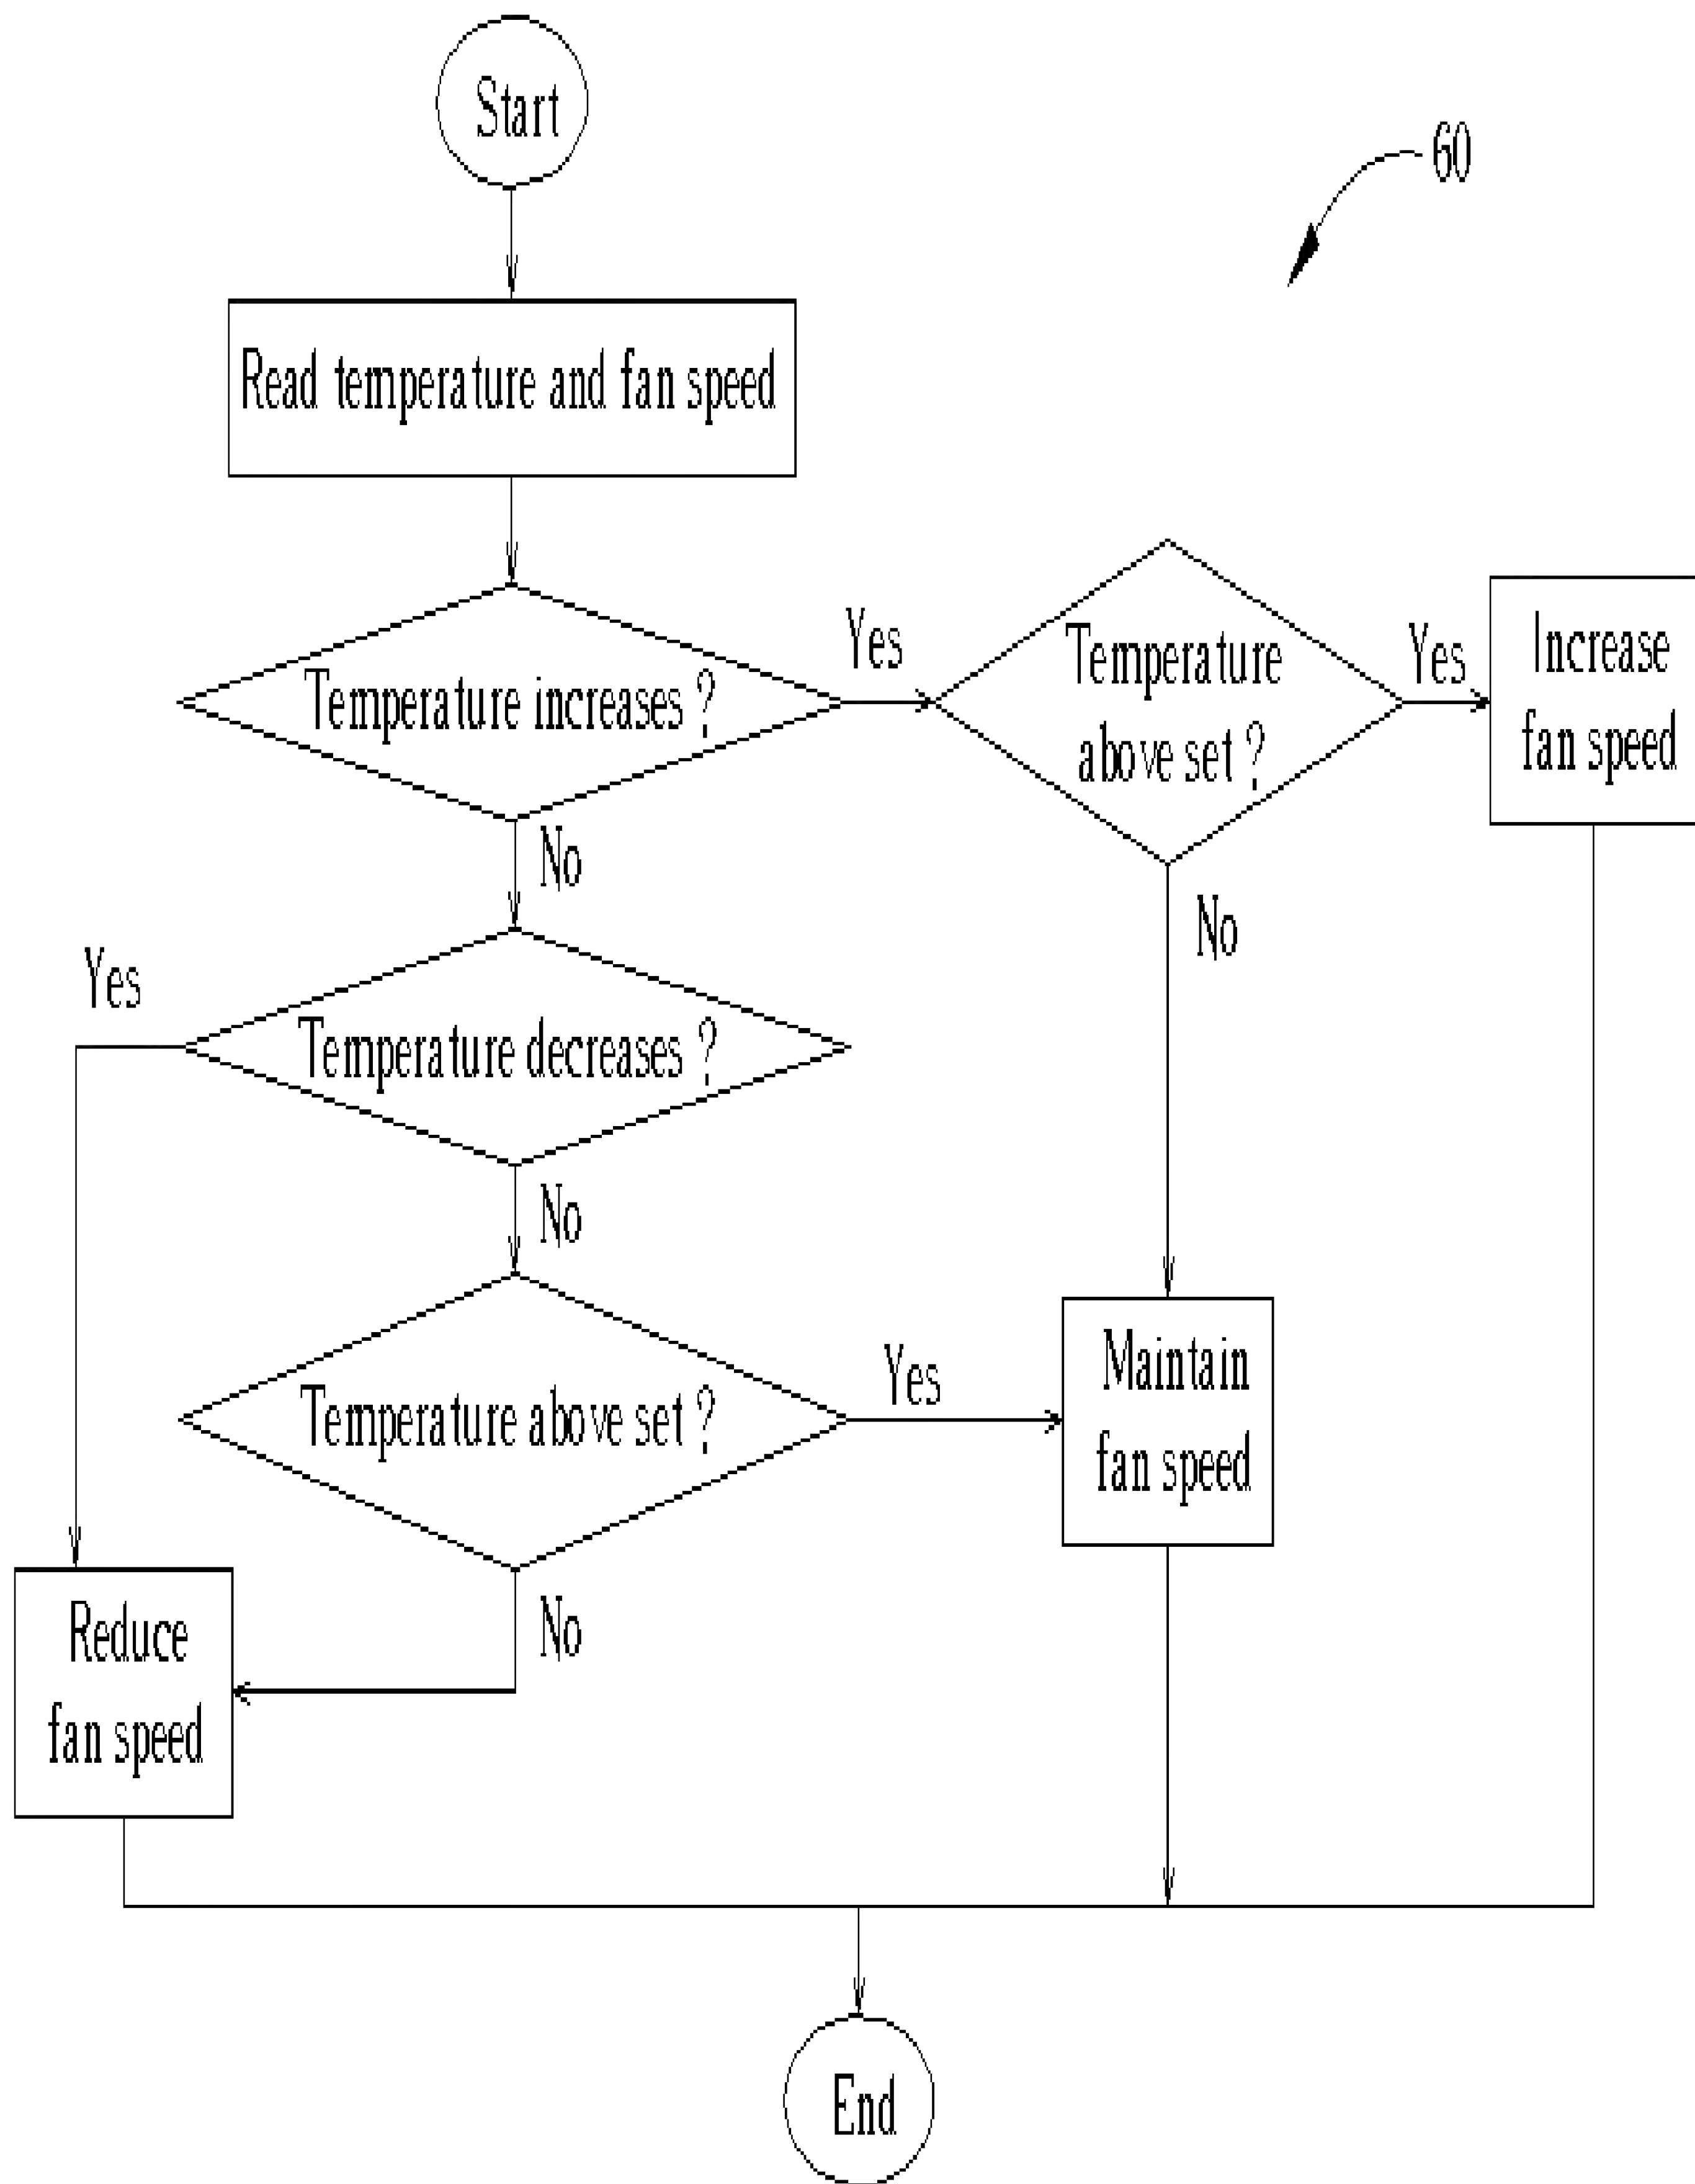 Start
60
Read temperature and fan speed
Temperature increases ?
Yes
Temperature
above set ?
Yes
Increase
fan speed
No
No
Yes
Temperature decreases ?
No
Temperature above set ?
Yes
Maintain
fan speed
No
Reduce
fan speed
End